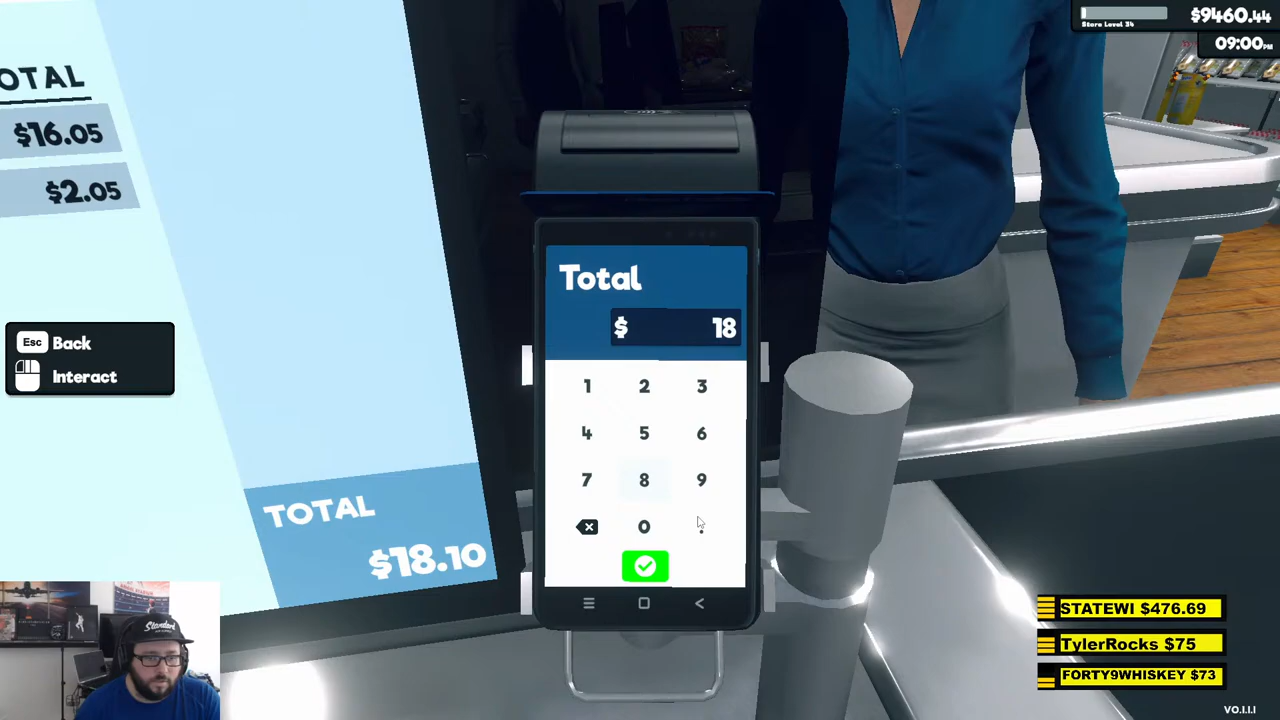 $9460.44
Store Level 34
09:00PM
TOTAL
$16.05
$2.05
Total
$ 18
Esc Back
Interact
1 2 3
4 5 6
7 8 9
0 .
TOTAL
$18.10
STATEWI $476.69
TylerRocks $75
FORTY9WHISKEY $73
Standard
V0.1.1.1